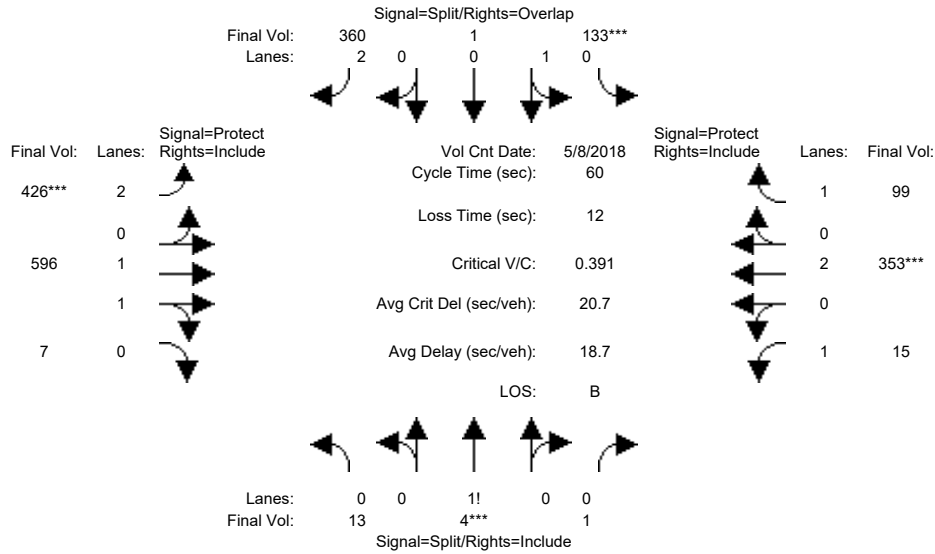 Signal=Split/Rights=Overlap
Final Vol: 360 1 133***
Lanes: 2 0 0 1 0
Signal=Protect
Final Vol: Lanes: Rights=Include
Vol Cnt Date: 5/8/2018
Signal=Protect
Rights=Include Lanes: Final Vol:
Cycle Time (sec): 60
426*** 2
1 99
Loss Time (sec): 12
0
0
596 1
Critical V/C: 0.391
2 353***
1
Avg Crit Del (sec/veh): 20.7
0
7 0
Avg Delay (sec/veh): 18.7
1 15
LOS: B
Lanes: 0 0 1! 0 0
Final Vol: 13 4*** 1
Signal=Split/Rights=Include